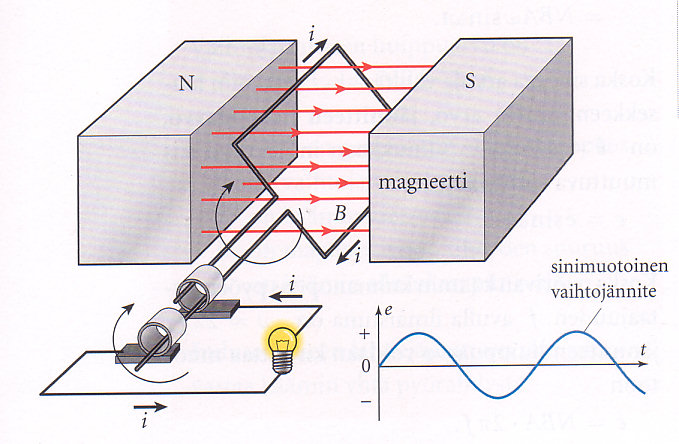 i
N
S
magneetti
B
i
i
i
sinimuotoinen
vaihtojännite
e
t
0
–